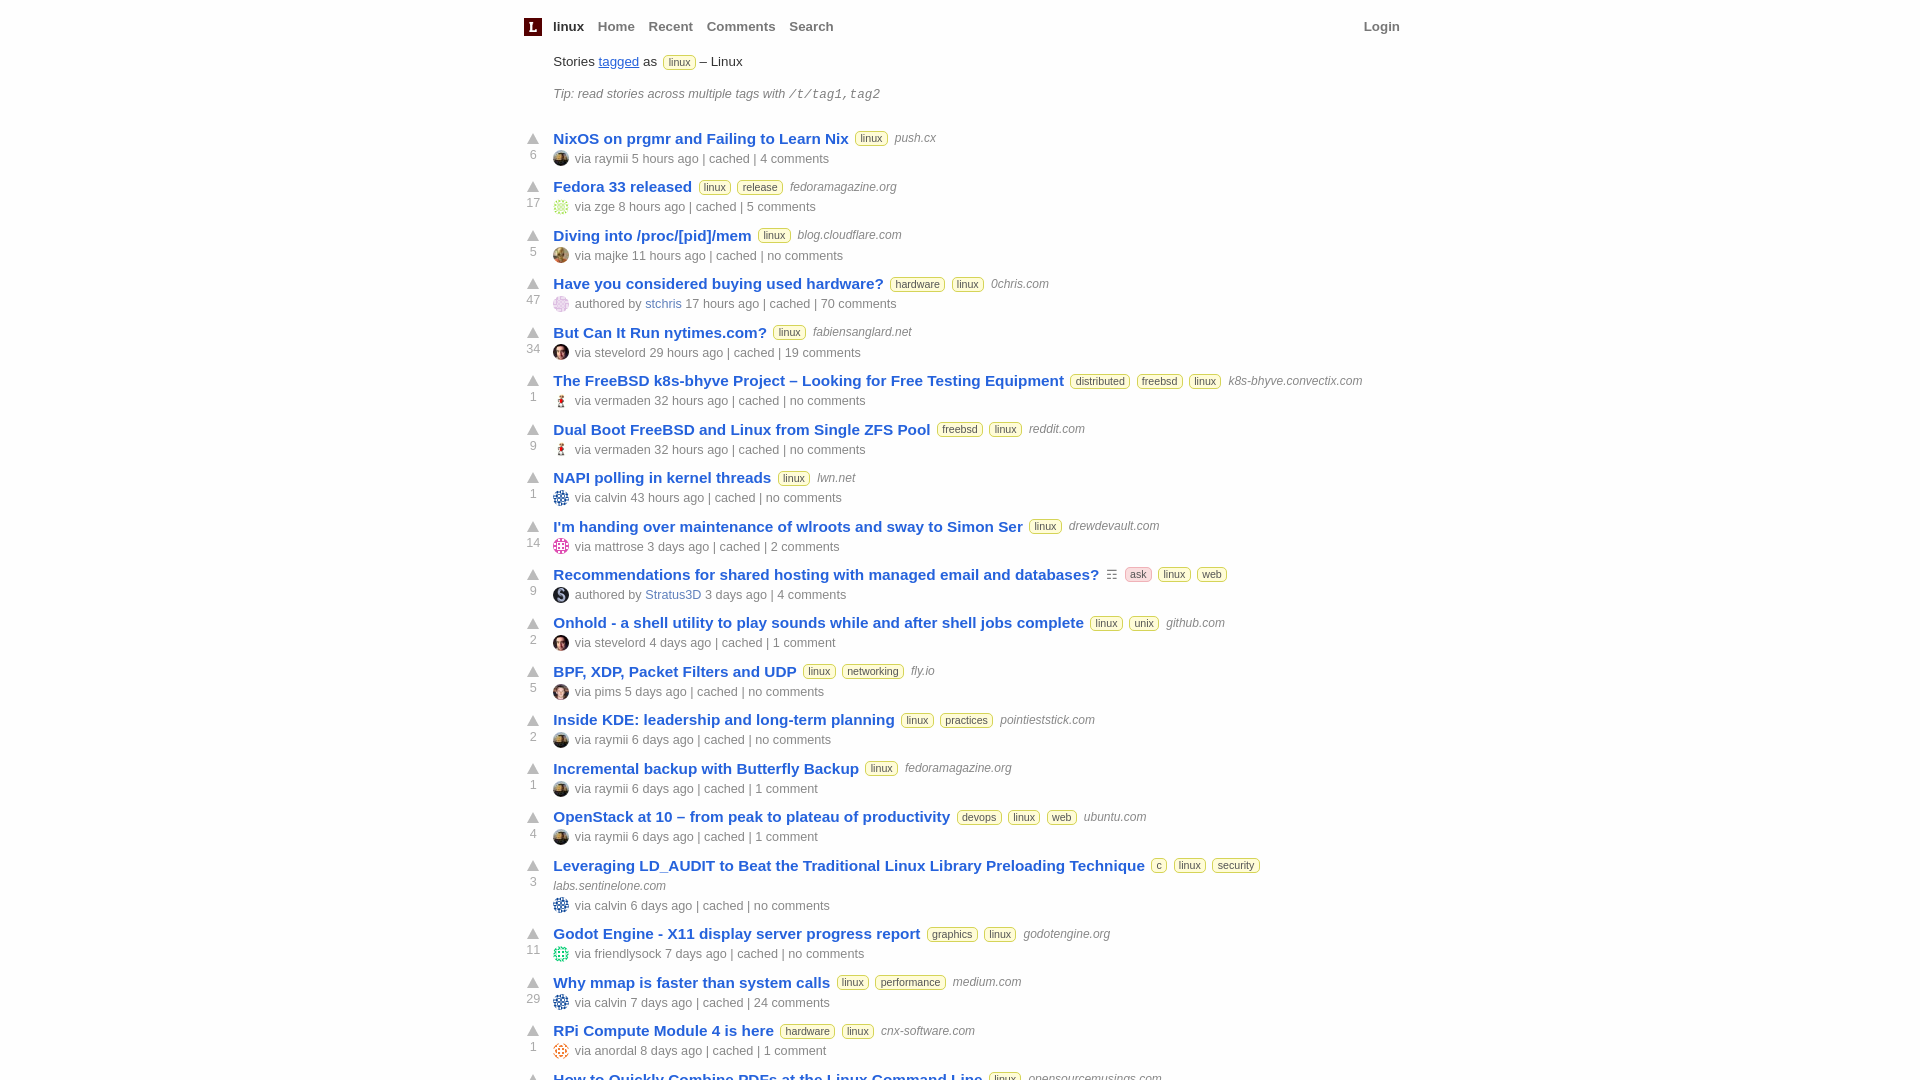 L linux Home Recent Comments Search Login
Stories tagged as linux – Linux
Tip: read stories across multiple tags with /t/tag1,tag2
NixOS on prgmr and Failing to Learn Nix linux push.cx
6 via raymii 5 hours ago | cached | 4 comments
Fedora 33 released linux release fedoramagazine.org
17 via zge 8 hours ago | cached | 5 comments
Diving into /proc/[pid]/mem linux blog.cloudflare.com
5 via majke 11 hours ago | cached | no comments
Have you considered buying used hardware? hardware linux 0chris.com
47 authored by stchris 17 hours ago | cached | 70 comments
But Can It Run nytimes.com? linux fabiensanglard.net
34 via stevelord 29 hours ago | cached | 19 comments
The FreeBSD k8s-bhyve Project – Looking for Free Testing Equipment distributed freebsd linux k8s-bhyve.convectix.com
1 via vermaden 32 hours ago | cached | no comments
Dual Boot FreeBSD and Linux from Single ZFS Pool freebsd linux reddit.com
9 via vermaden 32 hours ago | cached | no comments
NAPI polling in kernel threads linux lwn.net
1 via calvin 43 hours ago | cached | no comments
I'm handing over maintenance of wlroots and sway to Simon Ser linux drewdevault.com
14 via mattrose 3 days ago | cached | 2 comments
Recommendations for shared hosting with managed email and databases? ☶ ask linux web
9 authored by Stratus3D 3 days ago | 4 comments
Onhold - a shell utility to play sounds while and after shell jobs complete linux unix github.com
2 via stevelord 4 days ago | cached | 1 comment
BPF, XDP, Packet Filters and UDP linux networking fly.io
5 via pims 5 days ago | cached | no comments
Inside KDE: leadership and long-term planning linux practices pointieststick.com
2 via raymii 6 days ago | cached | no comments
Incremental backup with Butterfly Backup linux fedoramagazine.org
1 via raymii 6 days ago | cached | 1 comment
OpenStack at 10 – from peak to plateau of productivity devops linux web ubuntu.com
4 via raymii 6 days ago | cached | 1 comment
Leveraging LD_AUDIT to Beat the Traditional Linux Library Preloading Technique c linux security
3 labs.sentinelone.com
via calvin 6 days ago | cached | no comments
Godot Engine - X11 display server progress report graphics linux godotengine.org
11 via friendlysock 7 days ago | cached | no comments
Why mmap is faster than system calls linux performance medium.com
29 via calvin 7 days ago | cached | 24 comments
RPi Compute Module 4 is here hardware linux cnx-software.com
1 via anordal 8 days ago | cached | 1 comment
How to Quickly Combine PDFs at the Linux Command Line linux opensourcemusings.com